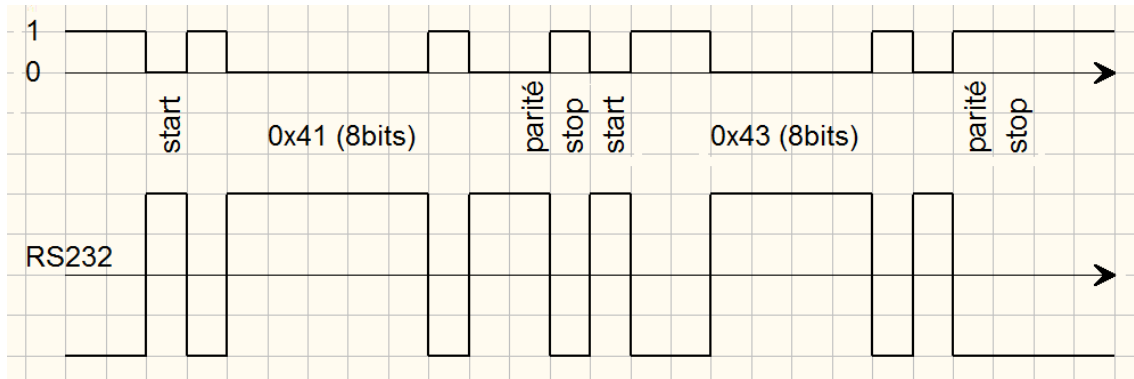 1
0
start
0x41 (8bits)
parité
stop
start
0x43 (8bits)
parité
stop
RS232